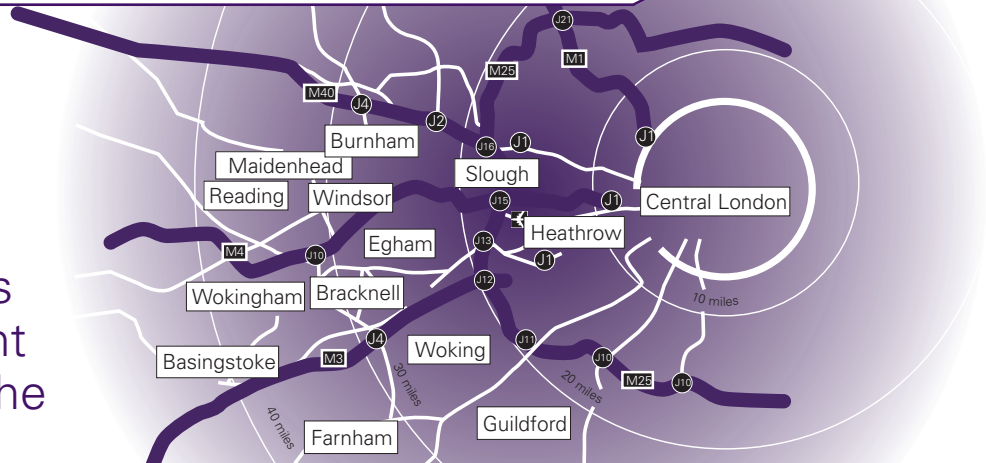 J21
M1
M25
M40
J4
J2
J1
J16
J1
Burnham
Maidenhead
Slough
Reading
Windsor
J15
J1
Central London
Heathrow
Egham
J13
M4
J10
J1
J12
Wokingham
Bracknell
10 miles
J4
J11
Woking
M3
Basingstoke
J10
M25
J10
30 miles
20 miles
40 miles
Farnham
Guildford
s
nt
he